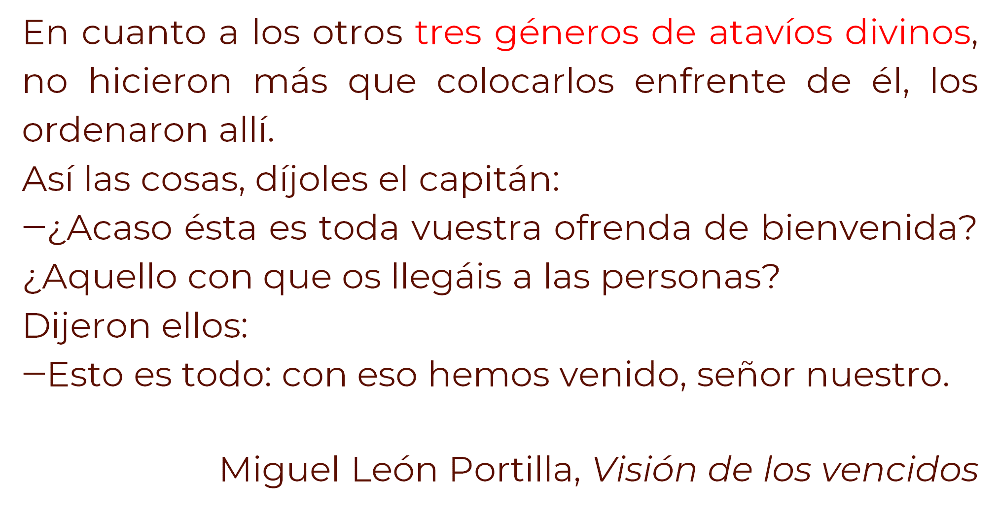 En cuanto a los otros tres géneros de atavíos divinos,
no hicieron más que colocarlos enfrente de él, los
ordenaron allí.
Así las cosas, díjoles el capitán:
—¿Acaso ésta es toda vuestra ofrenda de bienvenida?
¿Aquello con que os llegáis a las personas?
Dijeron ellos:
—Esto es todo: con eso hemos venido, señor nuestro.
Miguel León Portilla, Visión de los vencidos